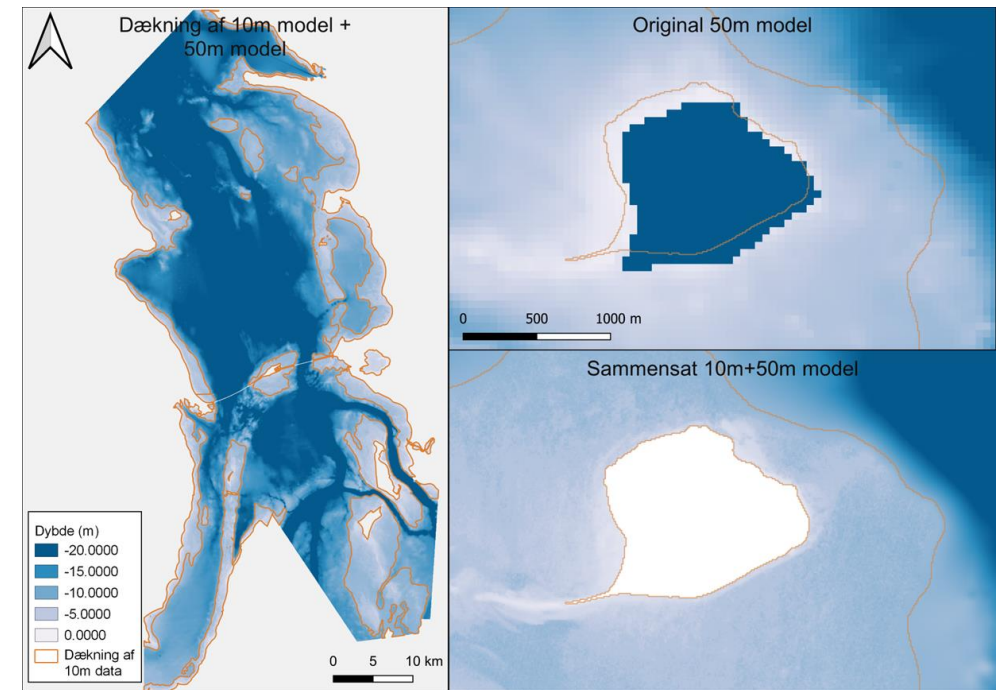 Dækning af 10m model +
50m model
Dybde (m)
-20.0000
-15.0000
-10.0000
-5.0000
0.0000
Dækning af
10m data
0 5 10 km
Original 50m model
0 500 1000 m
Sammensat 10m+50m model